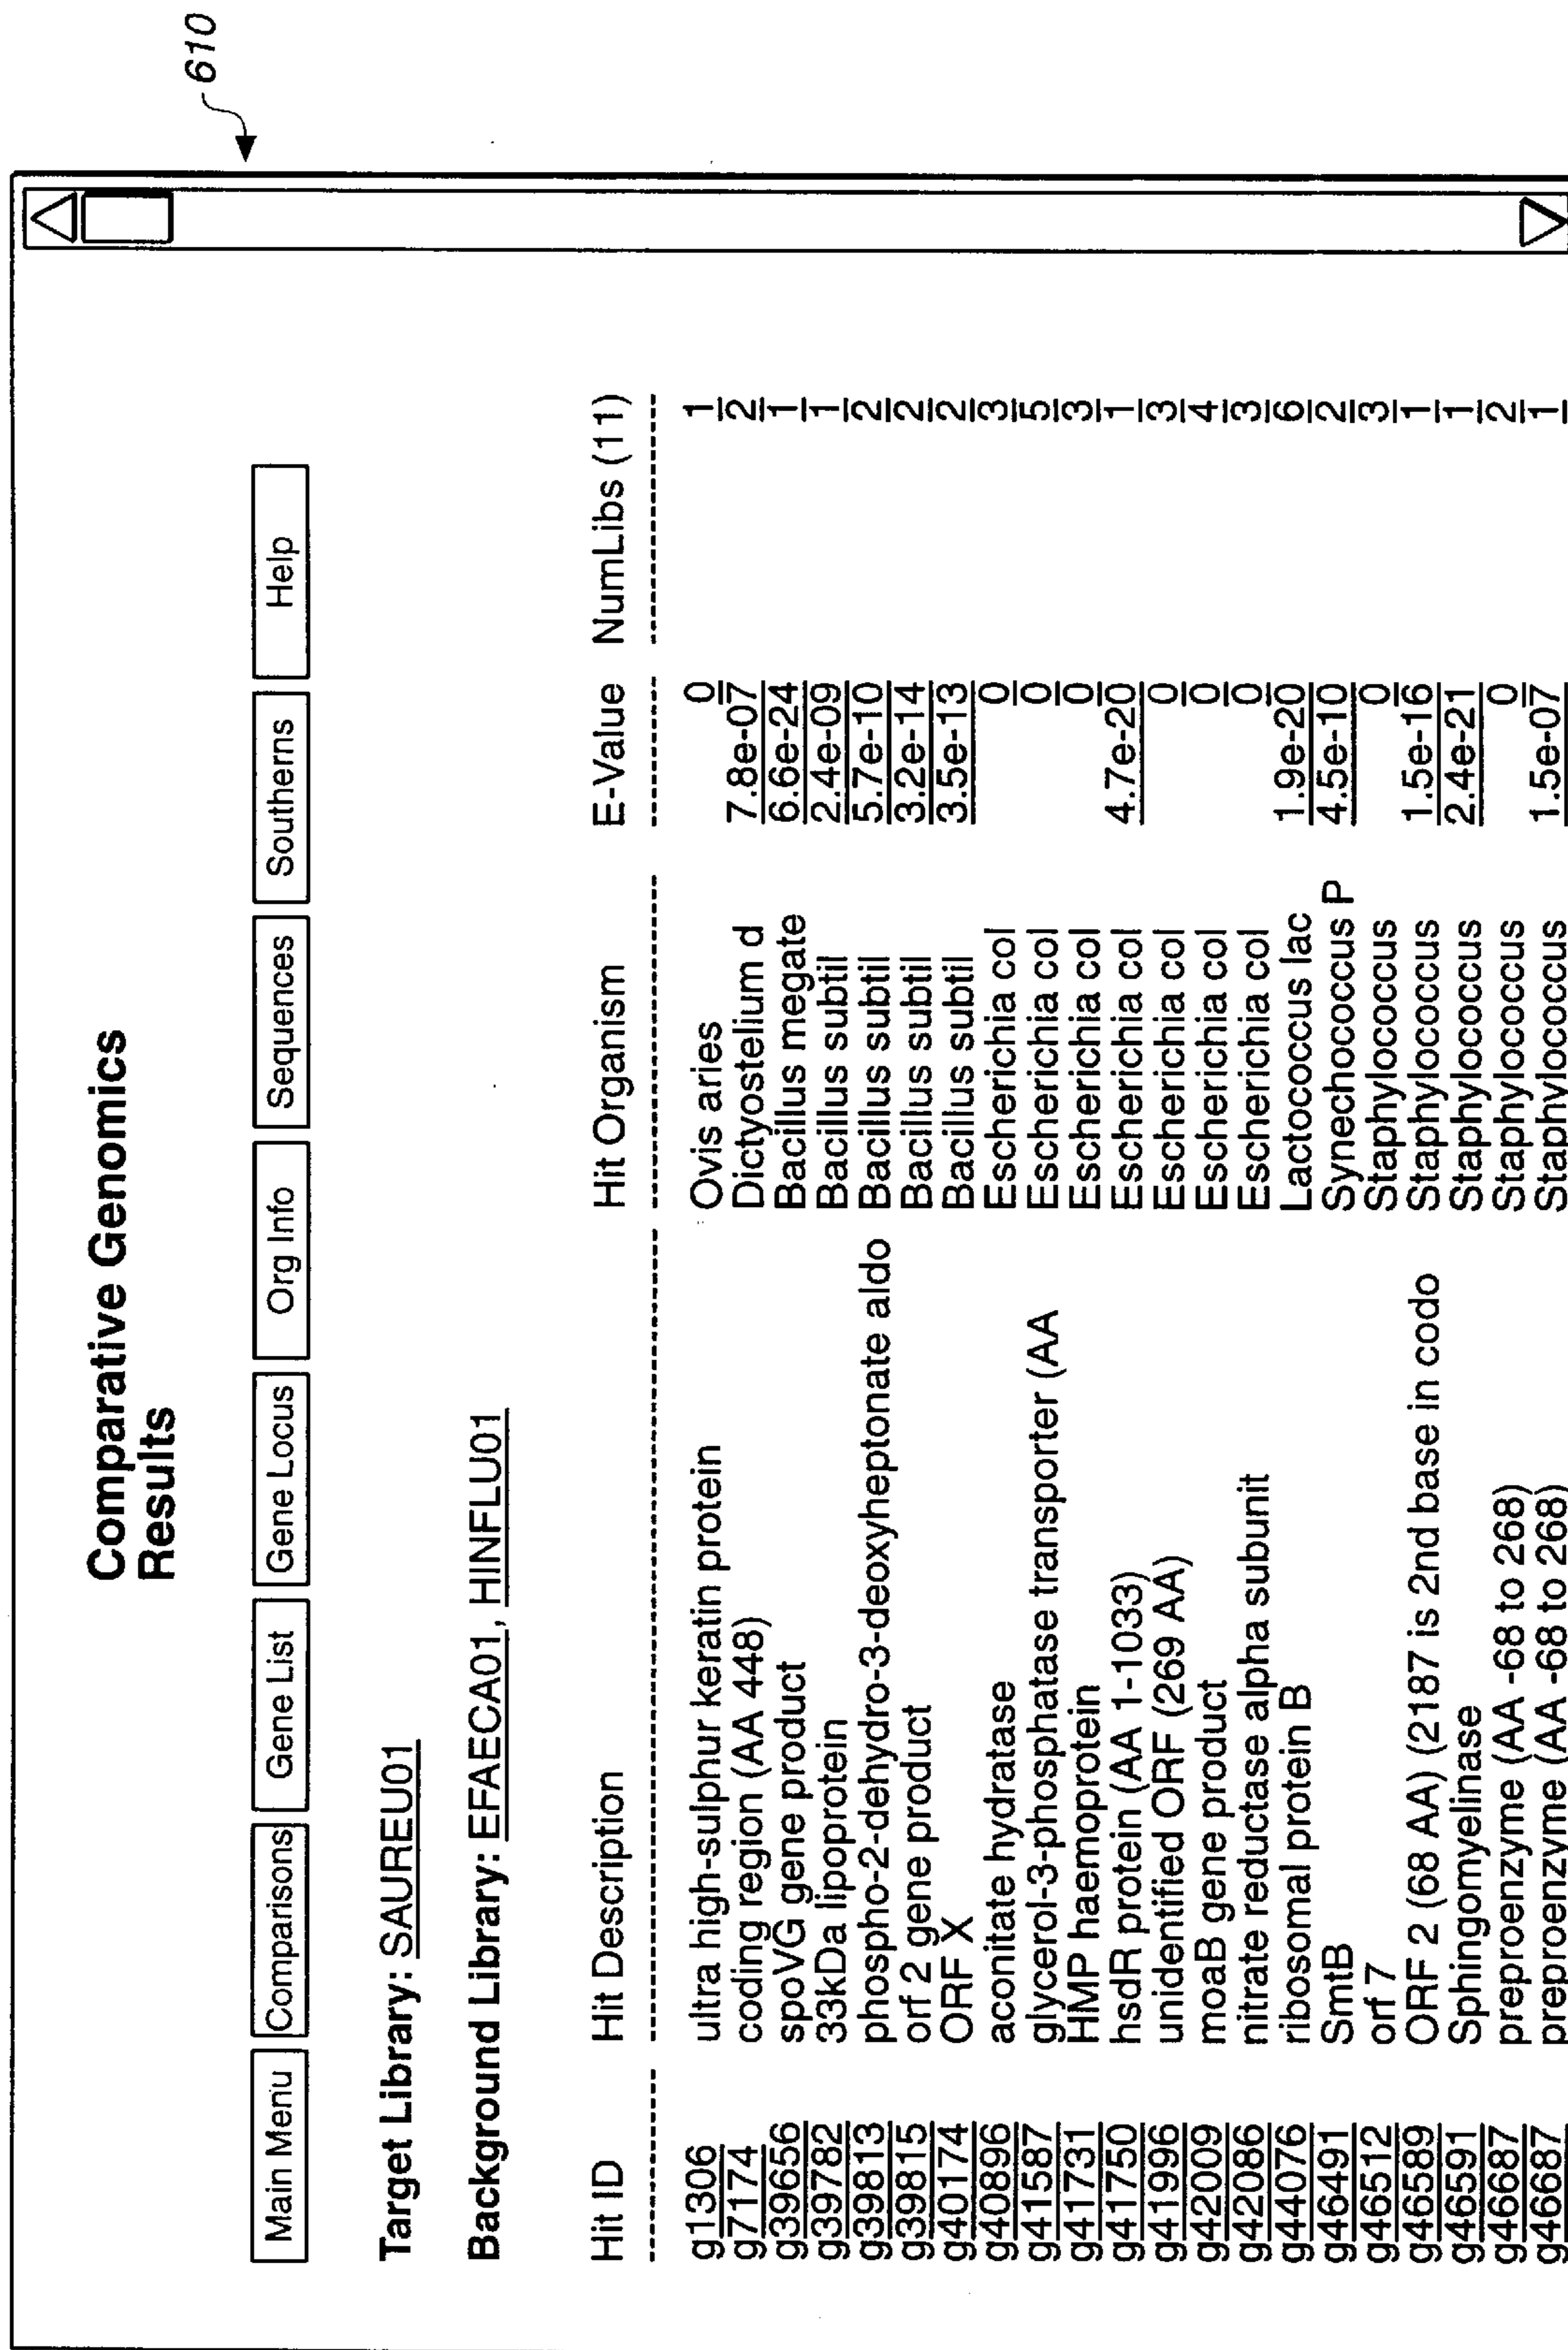 610
Comparative Genomics
Results
Main Menu Comparisons Gene List Gene Locus Org Info Sequences Southerns Help
Target Library: SAUREU01
Background Library: EFAECA01, HINFLU01
Hit ID Hit Description Hit Organism E-Value NumLibs (11)
g1306 ultra high-sulphur keratin protein Ovis aries 0 1
g7174 coding region (AA 448) Dictyostelium d 7.8e-07 2
g39656 spoVG gene product Bacillus megate 6.6e-24 1
g39782 33kDa lipoprotein Bacillus subtil 2.4e-09 1
g39813 phospho-2-dehydro-3-deoxyheptonate aldo Bacillus subtil 5.7e-10 2
g39815 orf 2 gene product Bacillus subtil 3.2e-14 2
g40174 ORF X Bacillus subtil 3.5e-13 2
g40896 aconitate hydratase Escherichia col 0 3
g41587 glycerol-3-phosphatase transporter (AA Escherichia col 0 5
g41731 HMP haemoprotein Escherichia col 0 3
g41750 hsdR protein (AA 1-1033) Escherichia col 4.7e-20 1
g41996 unidentified ORF (269 AA) Escherichia col 0 3
g42009 moaB gene product Escherichia col 0 4
g42086 nitrate reductase alpha subunit Escherichia col 0 3
g44076 ribosomal protein B Lactococcus lac 1.9e-20 6
g46491 SmtB Synechococcus P 4.5e-10 2
g46512 orf 7 Staphylococcus 0 3
g46589 ORF 2 (68 AA) (2187 is 2nd base in codo Staphylococcus 1.5e-16 1
g46591 Sphingomyelinase Staphylococcus 2.4e-21 1
g46687 preproenzyme (AA -68 to 268) Staphylococcus 0 2
g46687 preproenzyme (AA -68 to 268) Staphylococcus 1.5e-07 1